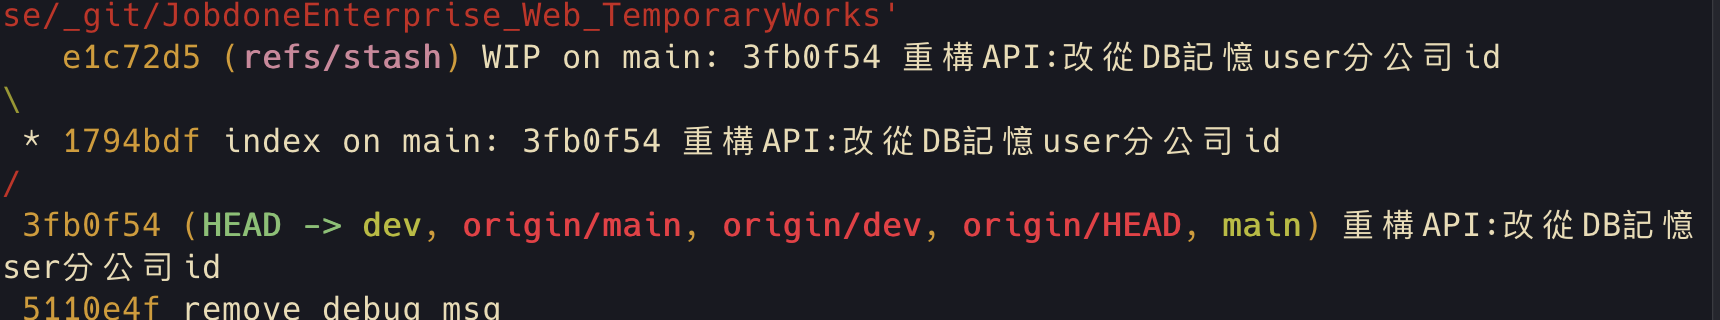 se/_git/JobdoneEnterprise_Web_TemporaryWorks'
e1c72d5 (refs/stash) WIP on main: 3fb0f54 重構API:改從DB記憶user分公司id
\
* 1794bdf index on main: 3fb0f54 重構API:改從DB記憶user分公司id
/
3fb0f54 (HEAD -> dev, origin/main, origin/dev, origin/HEAD, main) 重構API:改從DB記憶
ser分公司id
5110e4f remove debug msg